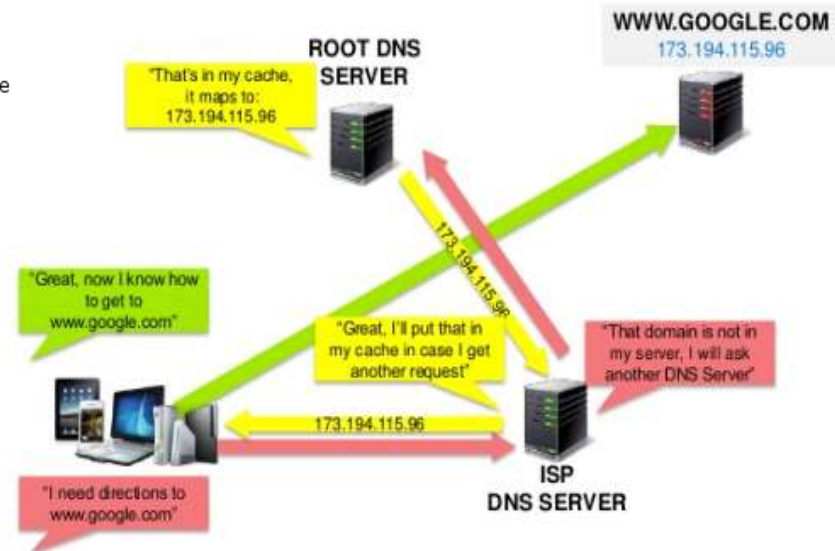 WWW.GOOGLE.COM
173.194.115.96
ROOT DNS
SERVER
"That's in my cache,
it maps to:
173.194.115.96
e
173.194.115.96
"Great, now I know how
to get to
www.google.com"
"Great, I'll put that in
my cache in case I get
another request"
"That domain is not in
my server, I will ask
another DNS Server"
173.194.115.96
ISP
DNS SERVER
"I need directions to
www.google.com"